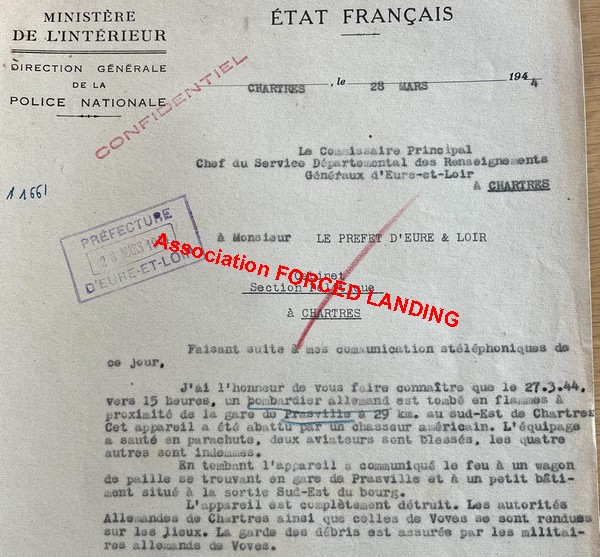 MINISTÈRE
DE L'INTÉRIEUR
DIRECTION GÉNÉRALE
DE LA
POLICE NATIONALE
ÉTAT FRANÇAIS
CONFIDENTIEL
CHARTRES , le 28 MARS 1944
Le Commissaire Principal
Chef du Service Départemental des Renseignements
Généraux d'Eure-et-Loir
à CHARTRES
11661
PRÉFECTURE
28 MARS
D'EURE-ET-LOIR
à Monsieur LE PREFET D'EURE & LOIR
Cabinet
Section
à CHARTRES
Association FORCED LANDING
Faisant suite à mes communication stéléphoniques de
ce jour,
J'ai l'honneur de vous faire connaître que le 27.3.44,
vers 15 heures, un bombardier allemand est tombé en flammes à
proximité de la gare de Prasville à 29 km. au sud-Est de Chartres
Cet appareil a été abattu par un chasseur américain. L'équipage
a sauté en parachute, deux aviateurs sont blessés, les quatre
autres sont indemmes.
En tombant l'appareil a communiqué le feu à un wagon
de paille se trouvant en gare de Prasville et à un petit bâti-
ment situé à la sortie Sud-Est du bourg.
L'appareil est complètement détruit. Les autorités
Allemandes de Chartres ainsi que celles de Voves se sont rendues
sur les lieux. La garde des débris est assurée par les militai-
res allemands de Voves.